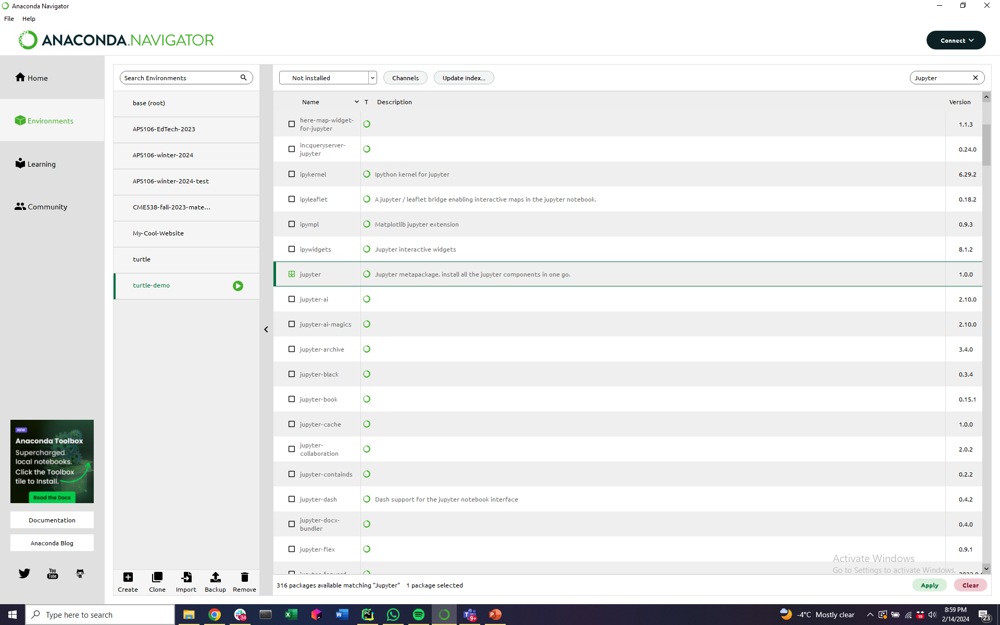 Anaconda Navigator
File Help
ANACONDA.NAVIGATOR
Connect
Home
Environments
Learning
Community
NEW
Anaconda Toolbox
Supercharged
local notebooks.
Click the Toolbox
tile to Install.
Read the Docs
Documentation
Anaconda Blog
You
Tube
Search Environments
base (root)
APS106-EdTech-2023
APS106-winter-2024
APS106-winter-2024-test
CME538-fall-2023-mate...
My-Cool-Website
turtle
turtle-demo
Create Clone Import Backup Remove
Not installed Channels Update index... Jupyter
Name T Description Version
here-map-widget-
for-jupyter 1.1.3
incqueryserver-
jupyter 0.24.0
ipykernel Ipython kernel for jupyter 6.29.2
ipyleaflet A jupyter / leaflet bridge enabling interactive maps in the jupyter notebook. 0.18.2
ipympl Matplotlib jupyter extension 0.9.3
ipywidgets Jupyter interactive widgets 8.1.2
jupyter Jupyter metapackage. install all the jupyter components in one go. 1.0.0
jupyter-ai 2.10.0
jupyter-ai-magics 2.10.0
jupyter-archive 3.4.0
jupyter-black 0.3.4
jupyter-book 0.15.1
jupyter-cache 1.0.0
jupyter-
collaboration 2.0.2
jupyter-containds 0.2.2
jupyter-dash Dash support for the jupyter notebook interface 0.4.2
jupyter-docx-
bundler 0.4.0
jupyter-flex 0.9.1
Activate Windows
Go to Settings to activate Windows.
316 packages available matching "Jupyter" 1 package selected
Apply Clear
Type here to search
34
PC
9+
-4°C Mostly clear
10
8:59 PM
2/14/2024
23